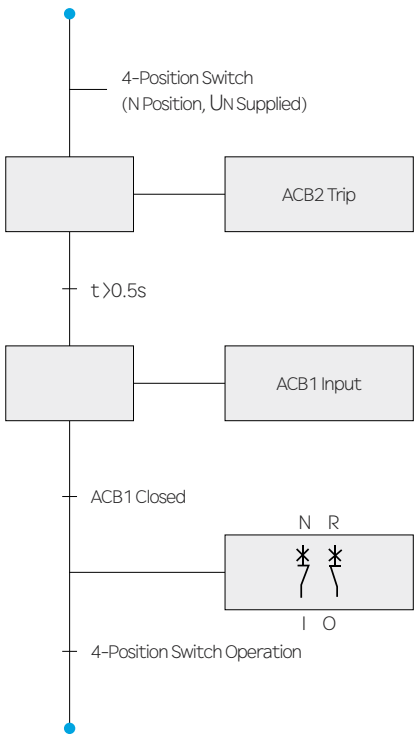 4-Position Switch
(N Position, UN Supplied)
ACB2 Trip
t>0.5s
ACB1 Input
ACB1 Closed
N R
I O
4-Position Switch Operation